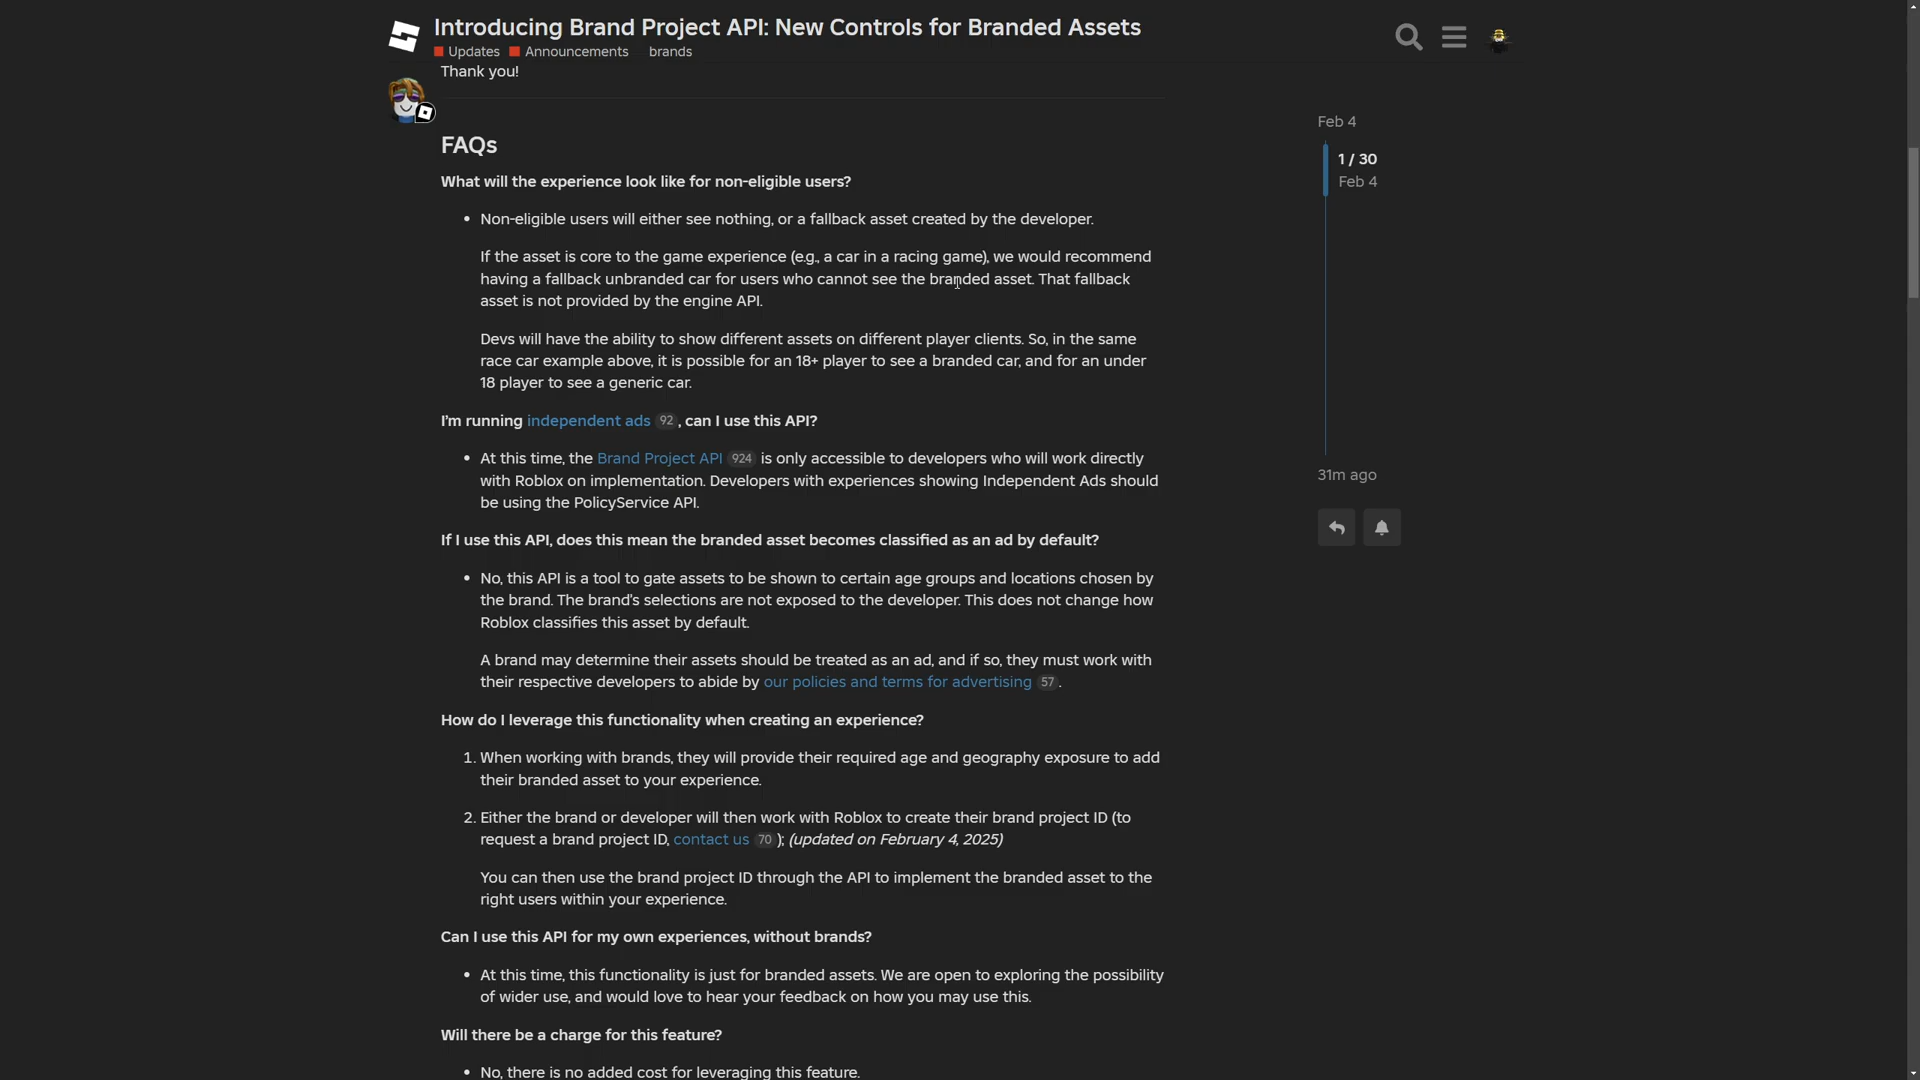 Introducing Brand Project API: New Controls for Branded Assets
Updates Announcements brands
Thank you!
Feb 4
1 / 30
Feb 4
31m ago
FAQs
What will the experience look like for non-eligible users?
• Non-eligible users will either see nothing, or a fallback asset created by the developer.
If the asset is core to the game experience (e.g., a car in a racing game), we would recommend
having a fallback unbranded car for users who cannot see the branded asset. That fallback
asset is not provided by the engine API.
Devs will have the ability to show different assets on different player clients. So, in the same
race car example above, it is possible for an 18+ player to see a branded car, and for an under
18 player to see a generic car.
I'm running independent ads 92, can I use this API?
• At this time, the Brand Project API 924 is only accessible to developers who will work directly
with Roblox on implementation. Developers with experiences showing Independent Ads should
be using the PolicyService API.
If I use this API, does this mean the branded asset becomes classified as an ad by default?
• No, this API is a tool to gate assets to be shown to certain age groups and locations chosen by
the brand. The brand's selections are not exposed to the developer. This does not change how
Roblox classifies this asset by default.
A brand may determine their assets should be treated as an ad, and if so, they must work with
their respective developers to abide by our policies and terms for advertising 57.
How do I leverage this functionality when creating an experience?
1. When working with brands, they will provide their required age and geography exposure to add
their branded asset to your experience.
2. Either the brand or developer will then work with Roblox to create their brand project ID (to
request a brand project ID, contact us 70); (updated on February 4, 2025)
You can then use the brand project ID through the API to implement the branded asset to the
right users within your experience.
Can I use this API for my own experiences, without brands?
• At this time, this functionality is just for branded assets. We are open to exploring the possibility
of wider use, and would love to hear your feedback on how you may use this.
Will there be a charge for this feature?
• No, there is no added cost for leveraging this feature.